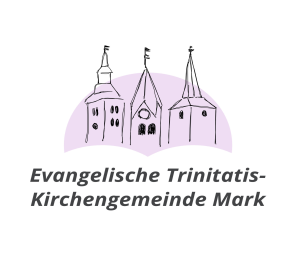 Evangelische Trinitatis-
Kirchengemeinde Mark